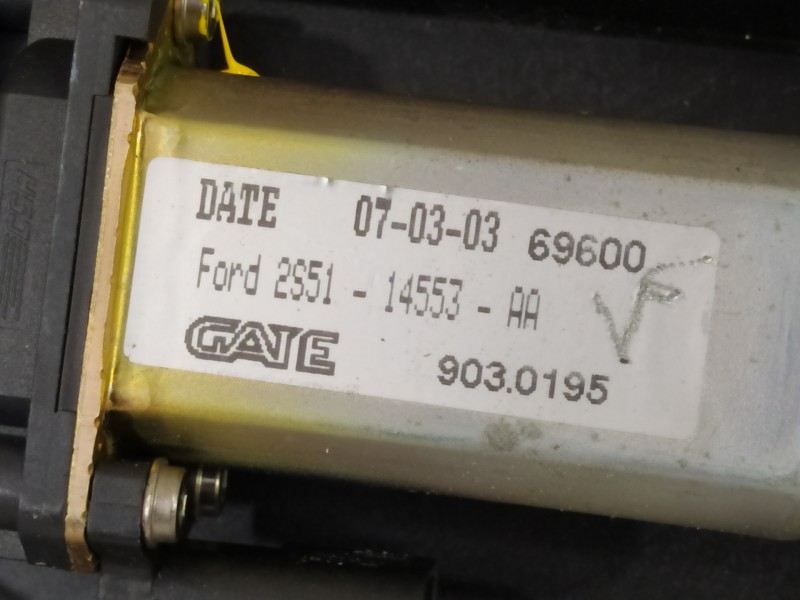 DATE 07-03-03 69600
Ford 2S51 - 14553 - AA
GATE 903.0195